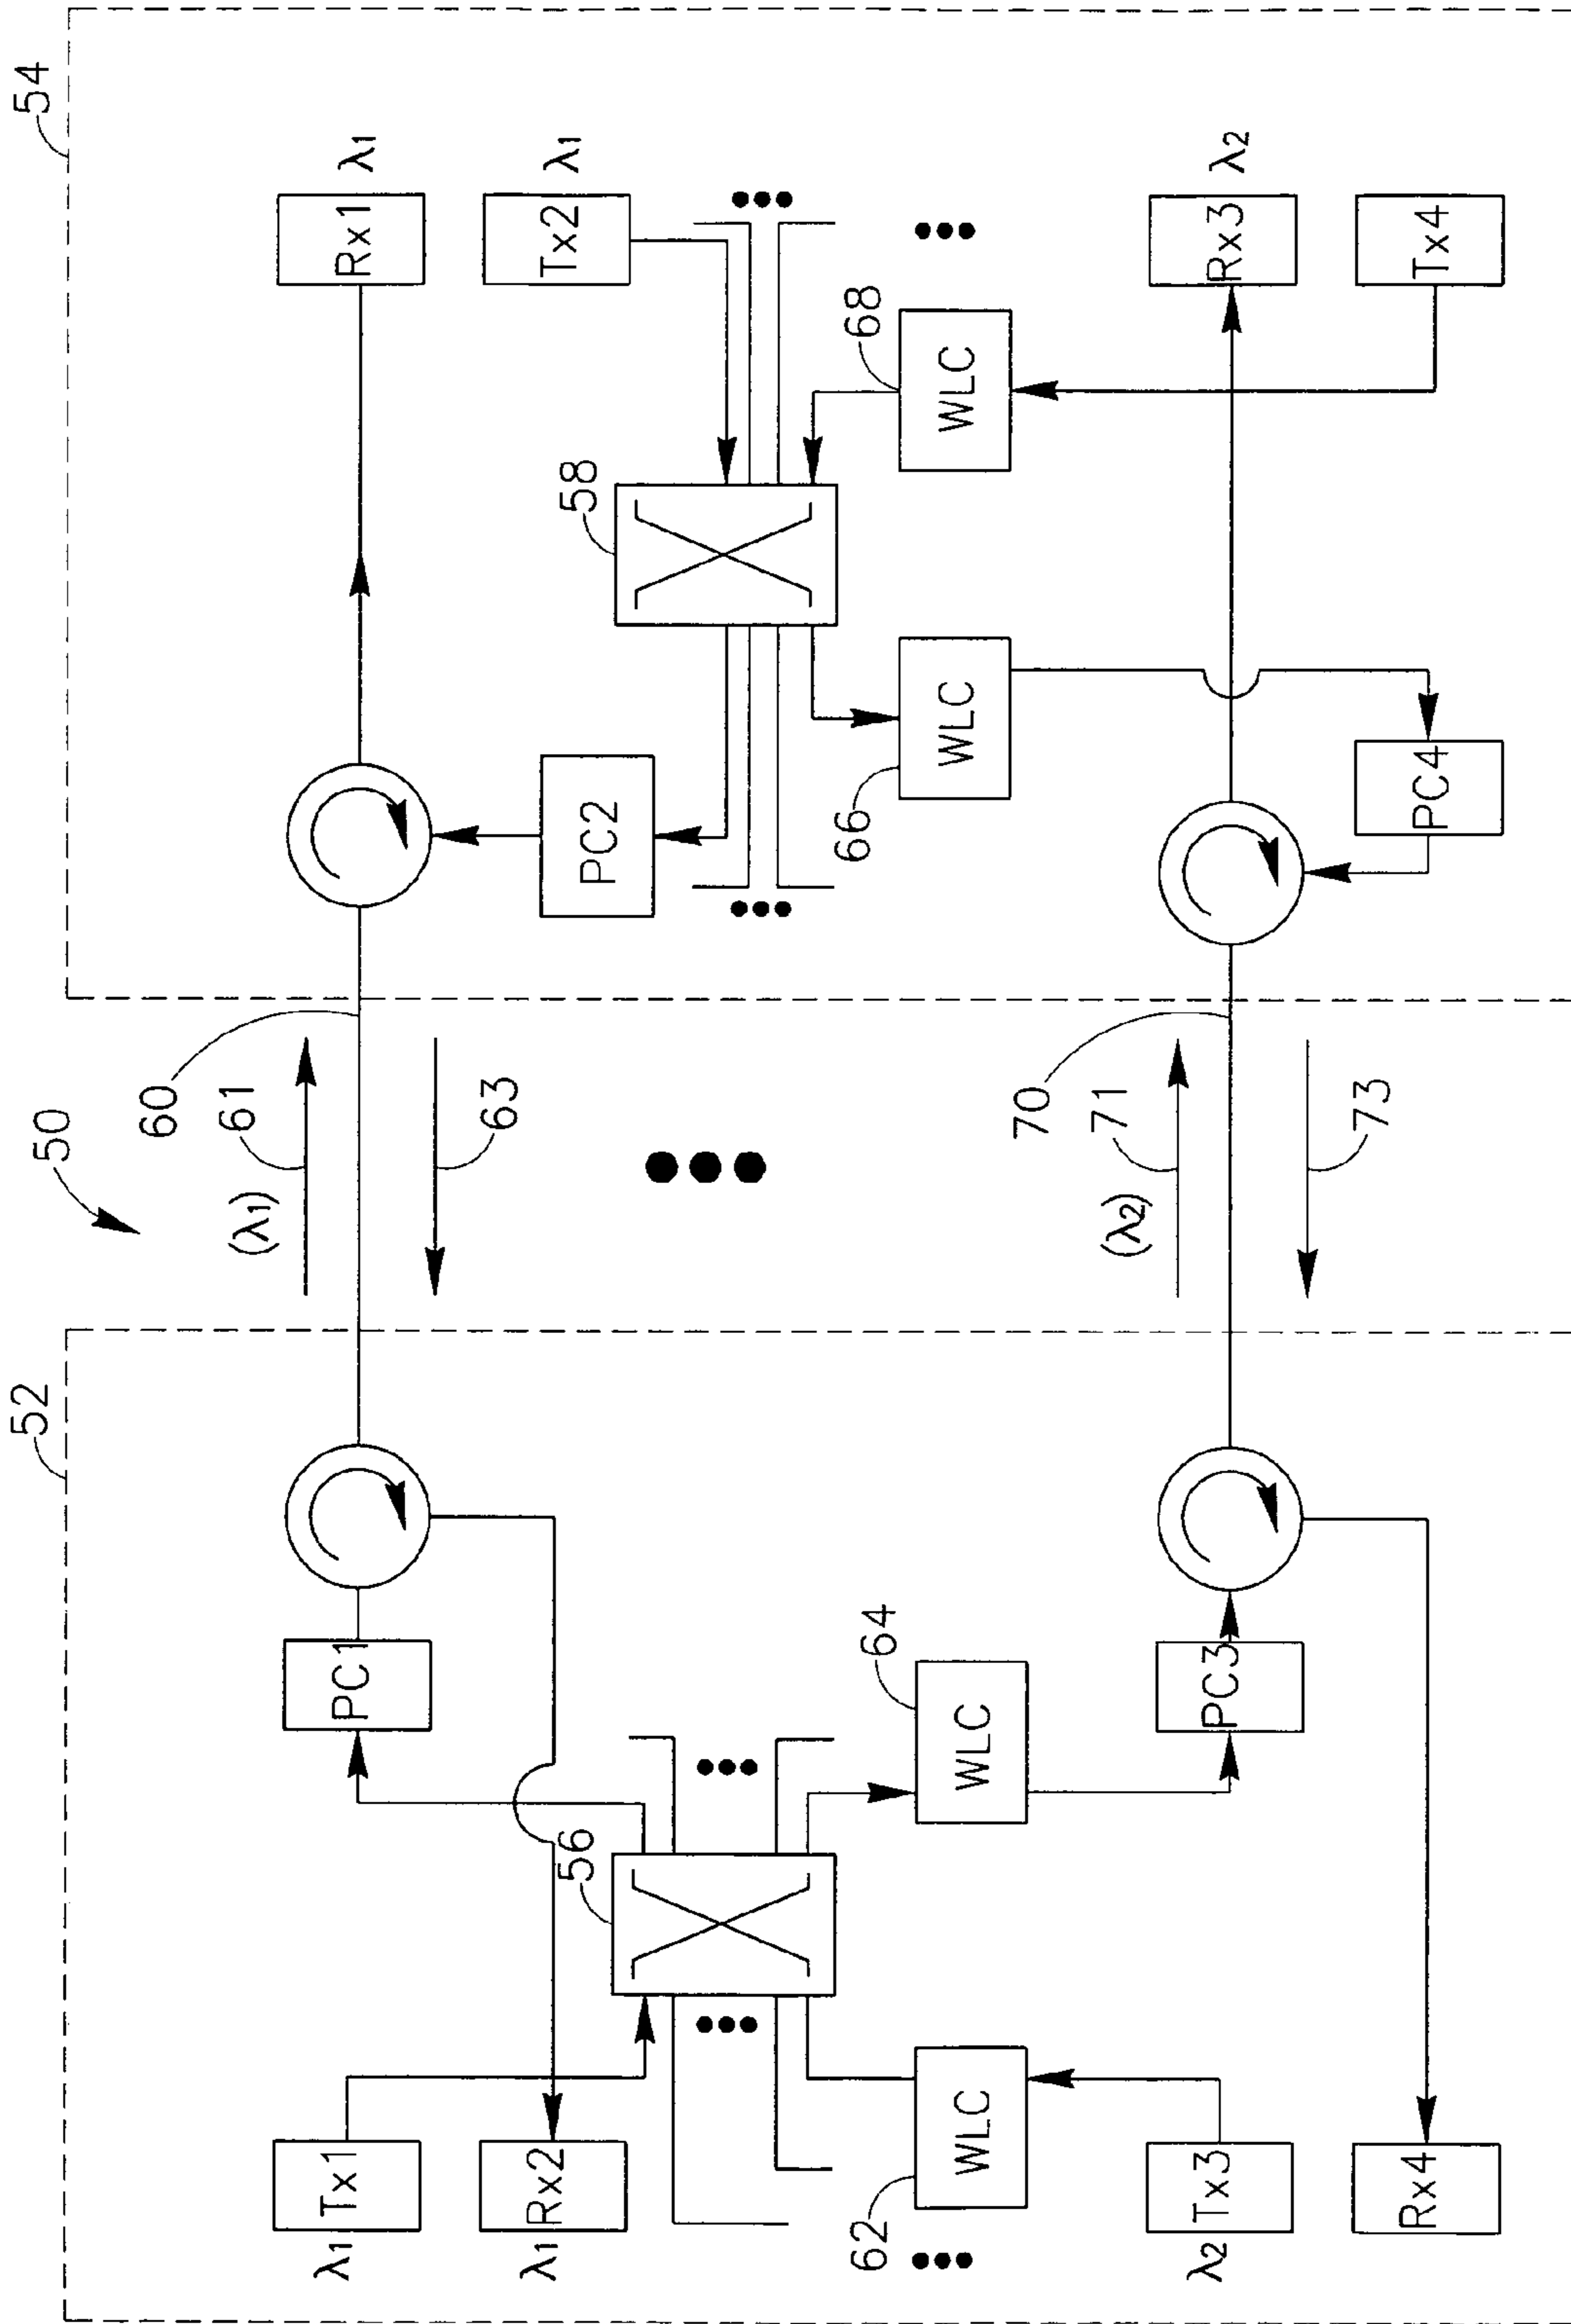 50
52
54
λ1 Tx1
PC1
(λ1) 61
60
63
Rx1 λ1
λ1 Rx2
Tx2 λ1
56
58
PC2
62 WLC
WLC 64
66 WLC
WLC 68
λ2 Tx3
PC3
(λ2) 71
70
73
Rx3 λ2
Rx4
PC4
Tx4